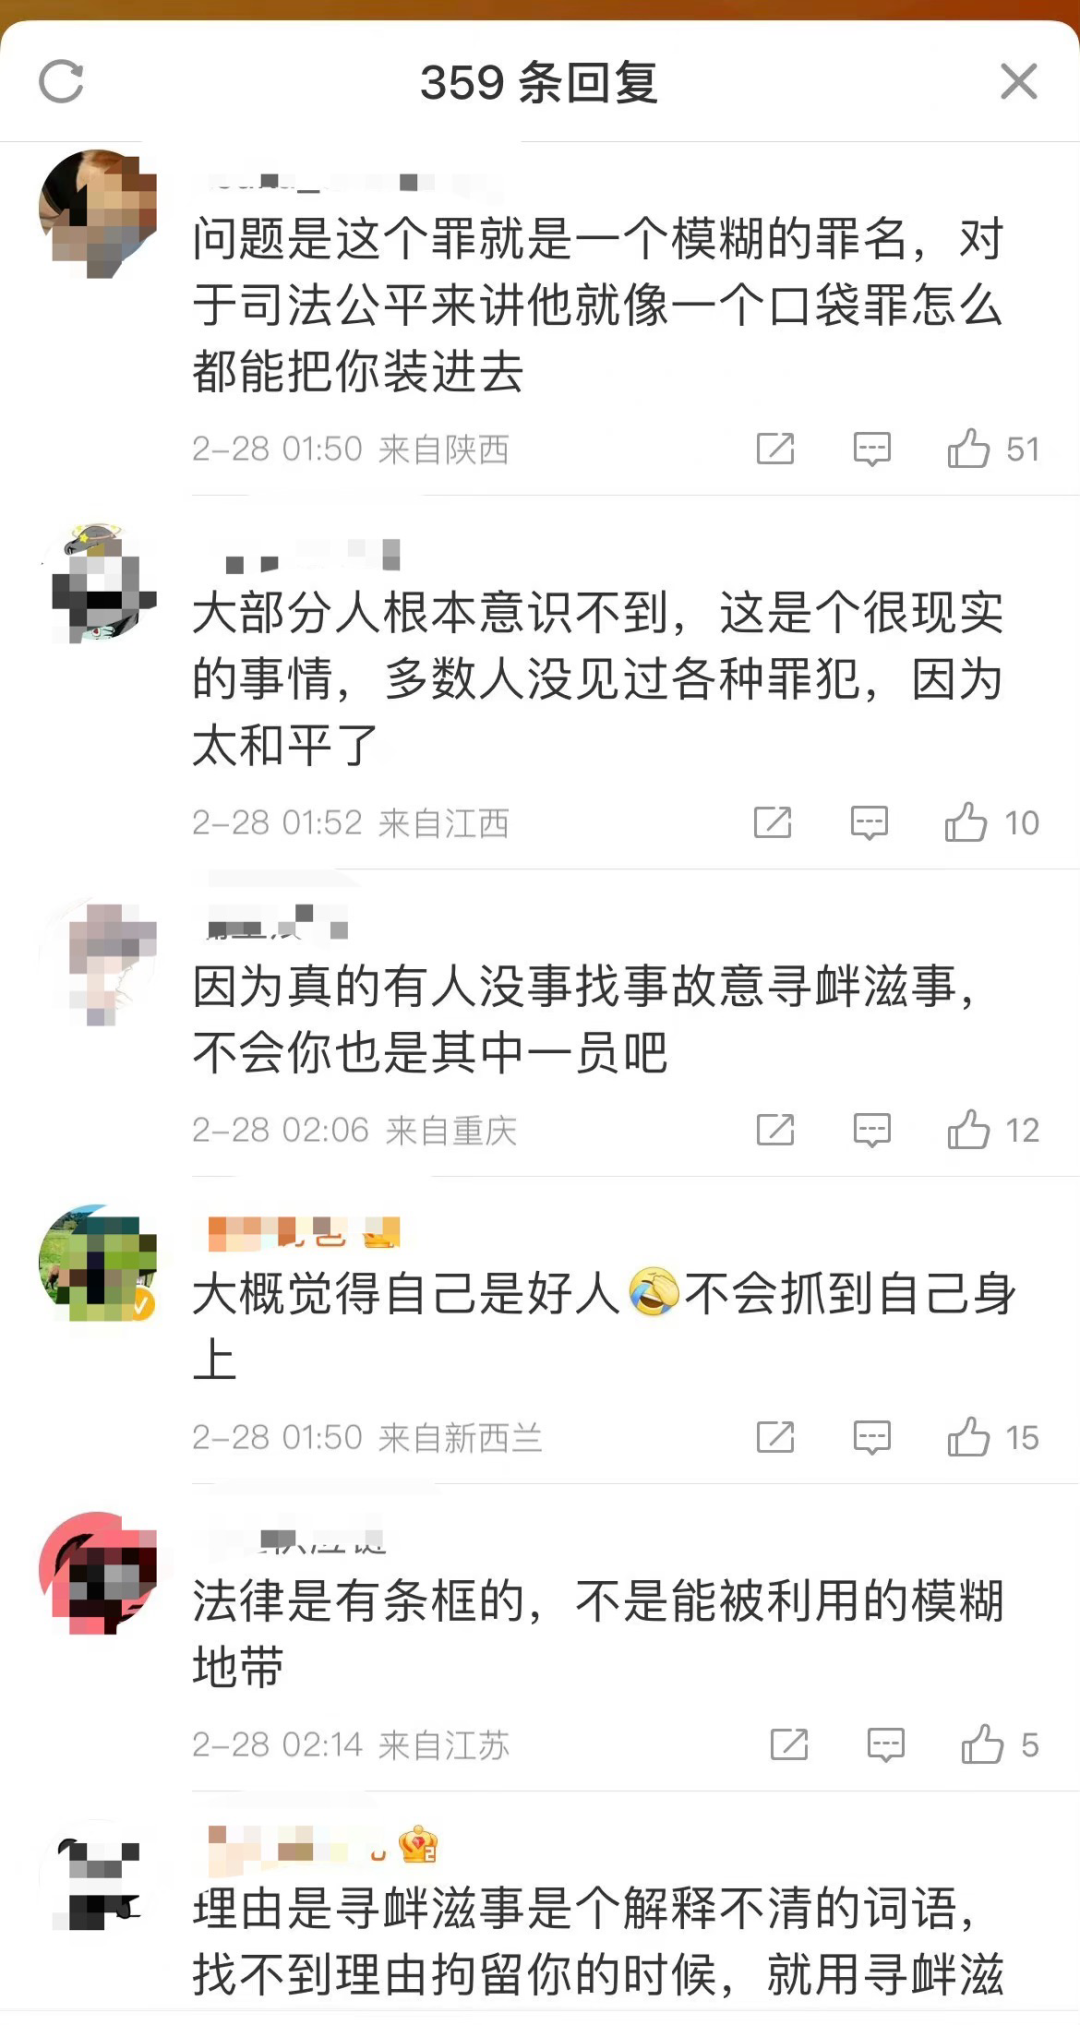 359 条回复
问题是这个罪就是一个模糊的罪名，对
于司法公平来讲他就像一个口袋罪怎么
都能把你装进去
2-28 01:50 来自陕西
51
大部分人根本意识不到，这是个很现实
的事情，多数人没见过各种罪犯，因为
太和平了
2-28 01:52 来自江西
10
因为真的有人没事找事故意寻衅滋事，
不会你也是其中一员吧
2-28 02:06 来自重庆
12
大概觉得自己是好人🤣不会抓到自己身
上
2-28 01:50 来自新西兰
15
法律是有条框的，不是能被利用的模糊
地带
2-28 02:14 来自江苏
5
理由是寻衅滋事是个解释不清的词语，
找不到理由拘留你的时候，就用寻衅滋